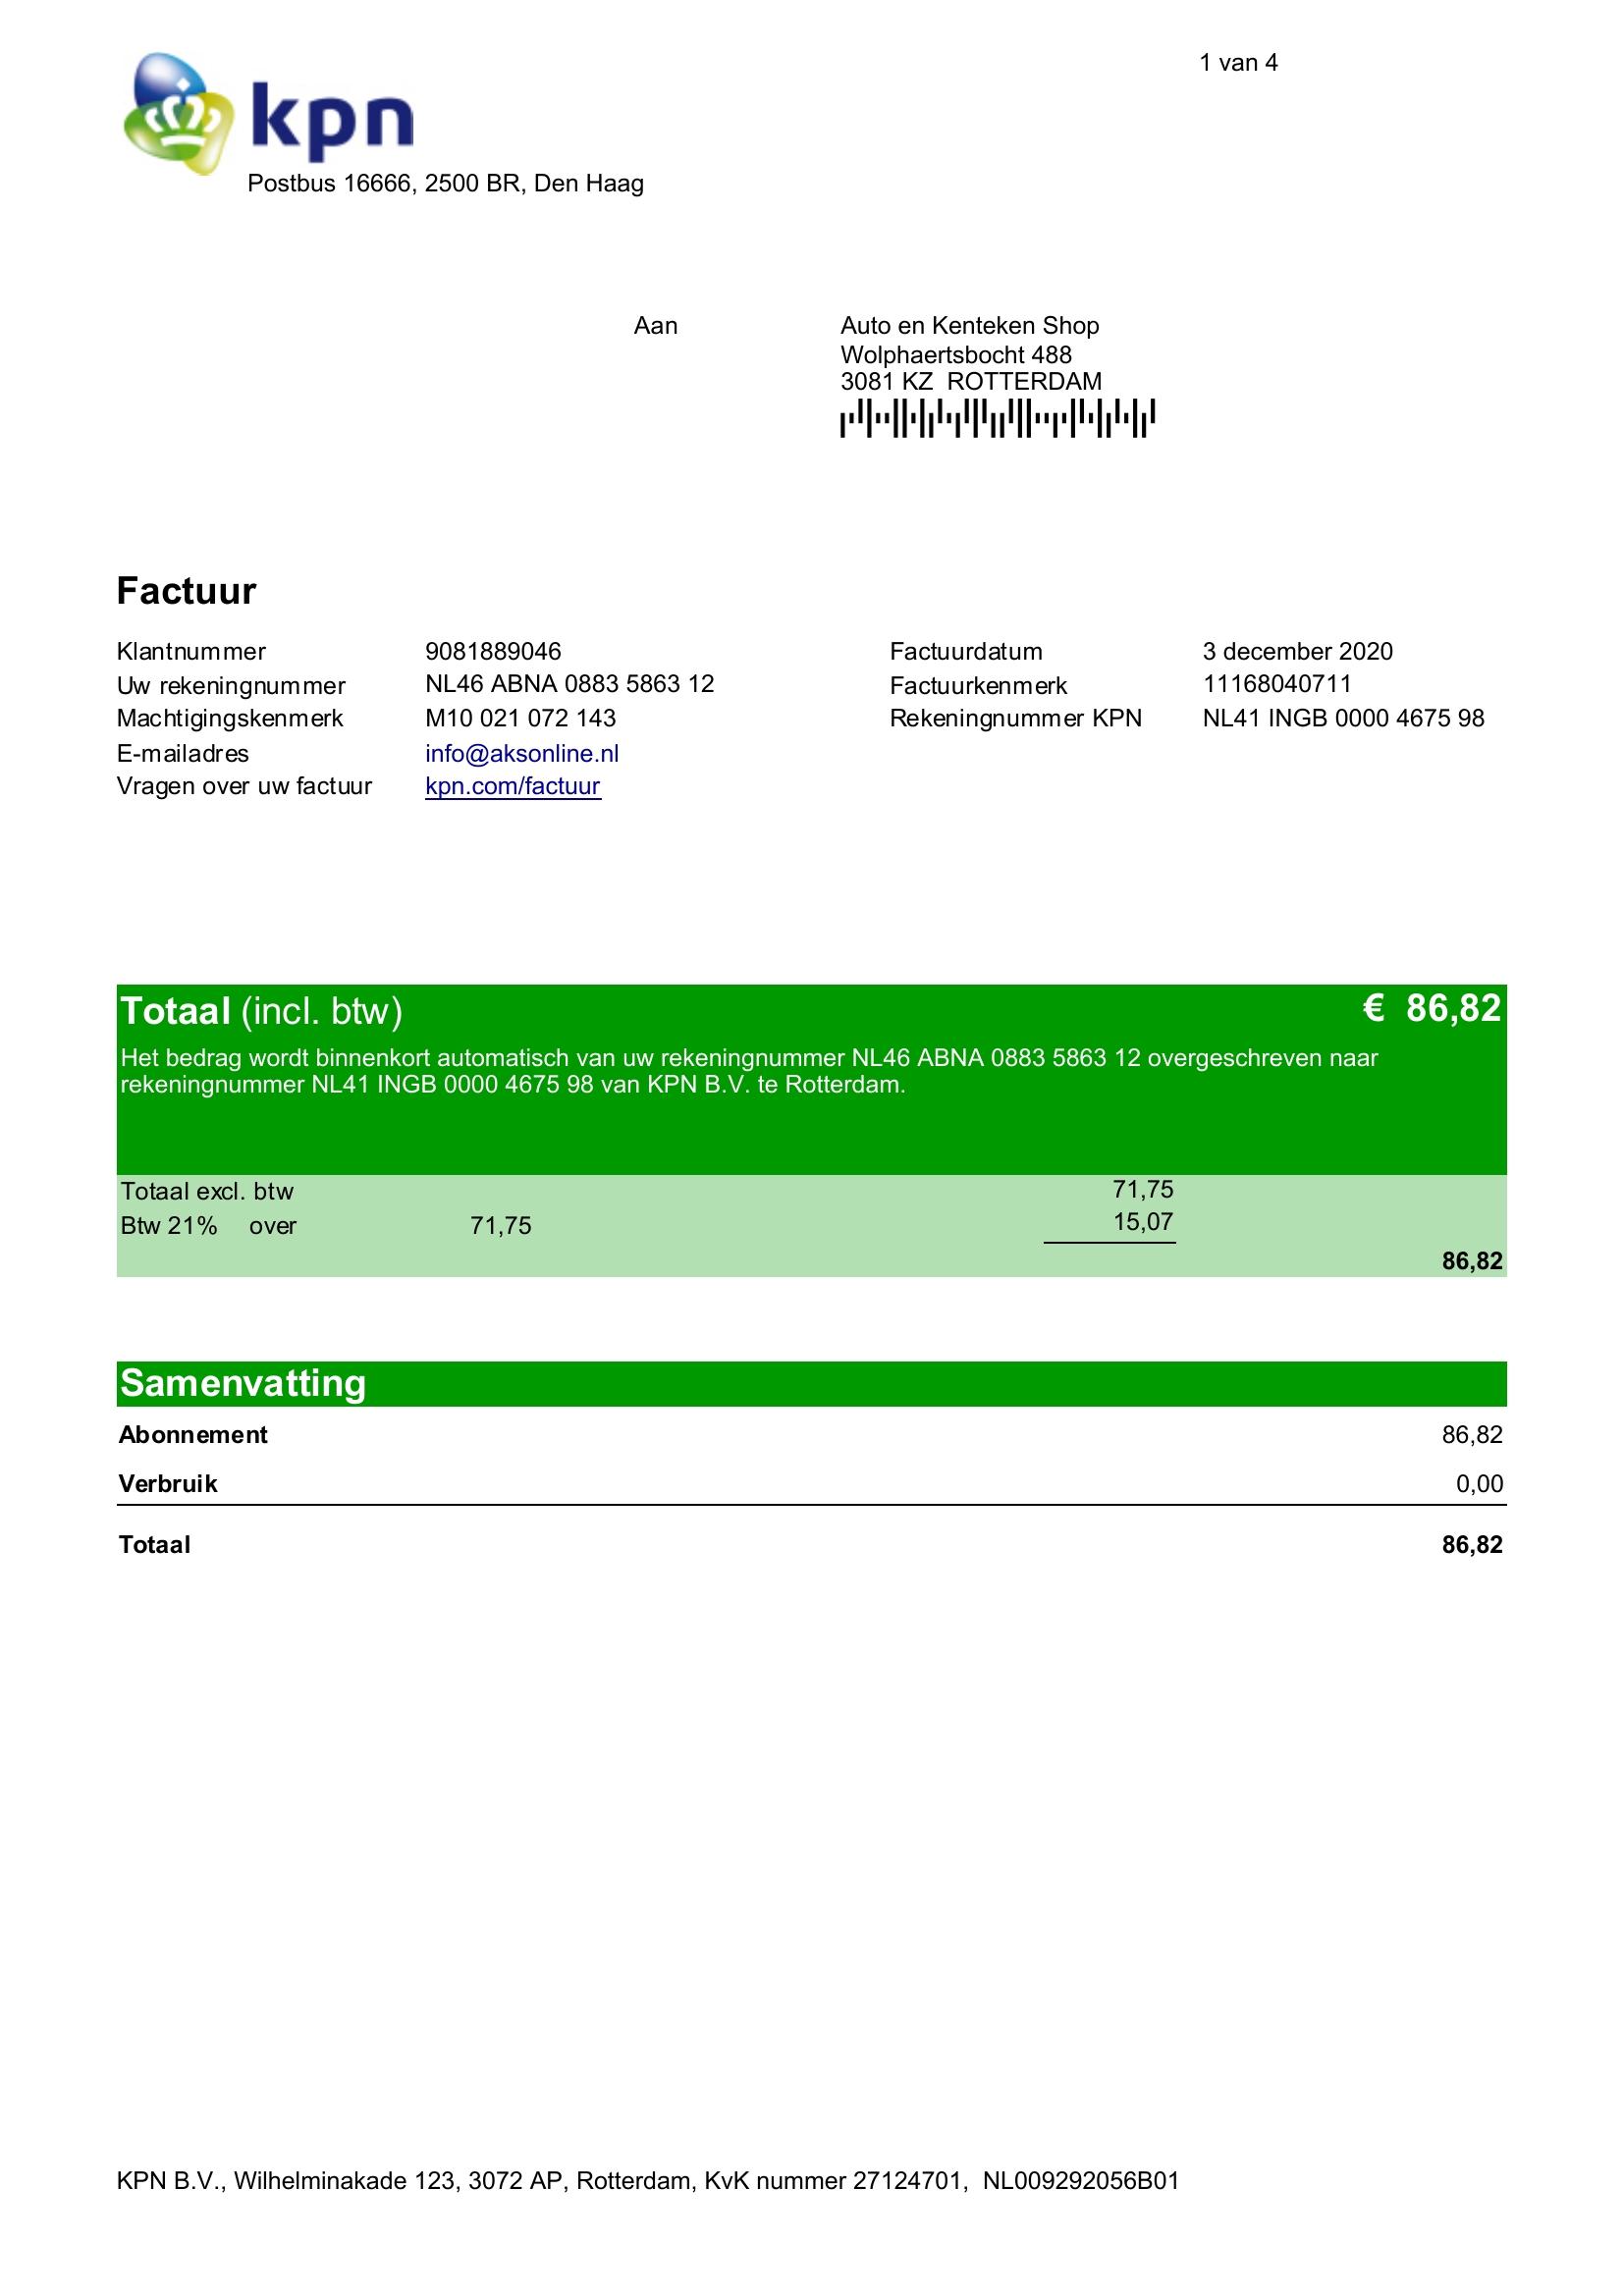 1 van 4
kpn
Postbus 16666, 2500 BR, Den Haag
Aan
Auto en Kenteken Shop
Wolphaertsbocht 488
3081 KZ  ROTTERDAM
Factuur
Klantnummer 9081889046 Factuurdatum 3 december 2020
Uw rekeningnummer NL46 ABNA 0883 5863 12 Factuurkenmerk 11168040711
Machtigingskenmerk M10 021 072 143 Rekeningnummer KPN NL41 INGB 0000 4675 98
E-mailadres info@aksonline.nl
Vragen over uw factuur kpn.com/factuur
Totaal (incl. btw) € 86,82
Het bedrag wordt binnenkort automatisch van uw rekeningnummer NL46 ABNA 0883 5863 12 overgeschreven naar
rekeningnummer NL41 INGB 0000 4675 98 van KPN B.V. te Rotterdam.
Totaal excl. btw 71,75
Btw 21% over 71,75 15,07
86,82
Samenvatting
Abonnement 86,82
Verbruik 0,00
Totaal 86,82
KPN B.V., Wilhelminakade 123, 3072 AP, Rotterdam, KvK nummer 27124701,  NL009292056B01